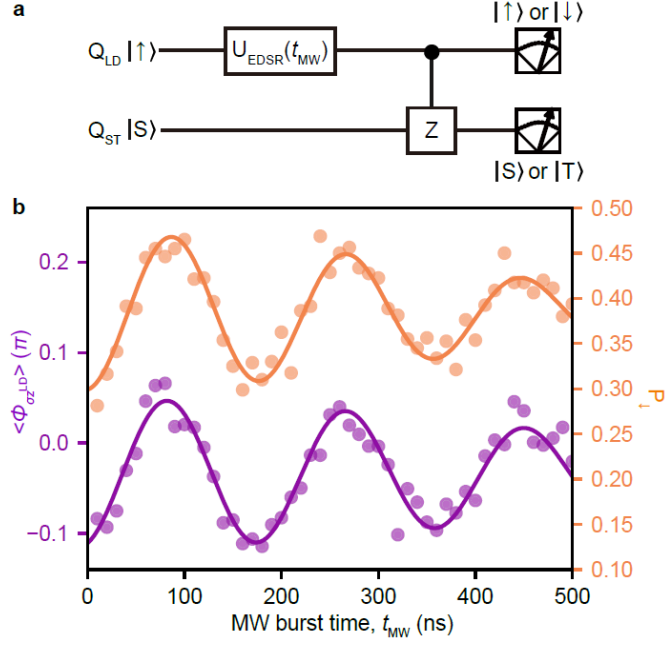 a
|↑⟩ or |↓⟩
Q_LD |↑⟩
U_EDSR(t_MW)
Q_ST |S⟩
Z
|S⟩ or |T⟩
b
0.2
0.1
0.0
−0.1
<ϕ_σz^LD> (π)
0.50
0.45
0.40
0.35
0.30
0.25
0.20
0.15
0.10
P_↓
0 100 200 300 400 500
MW burst time, t_MW (ns)